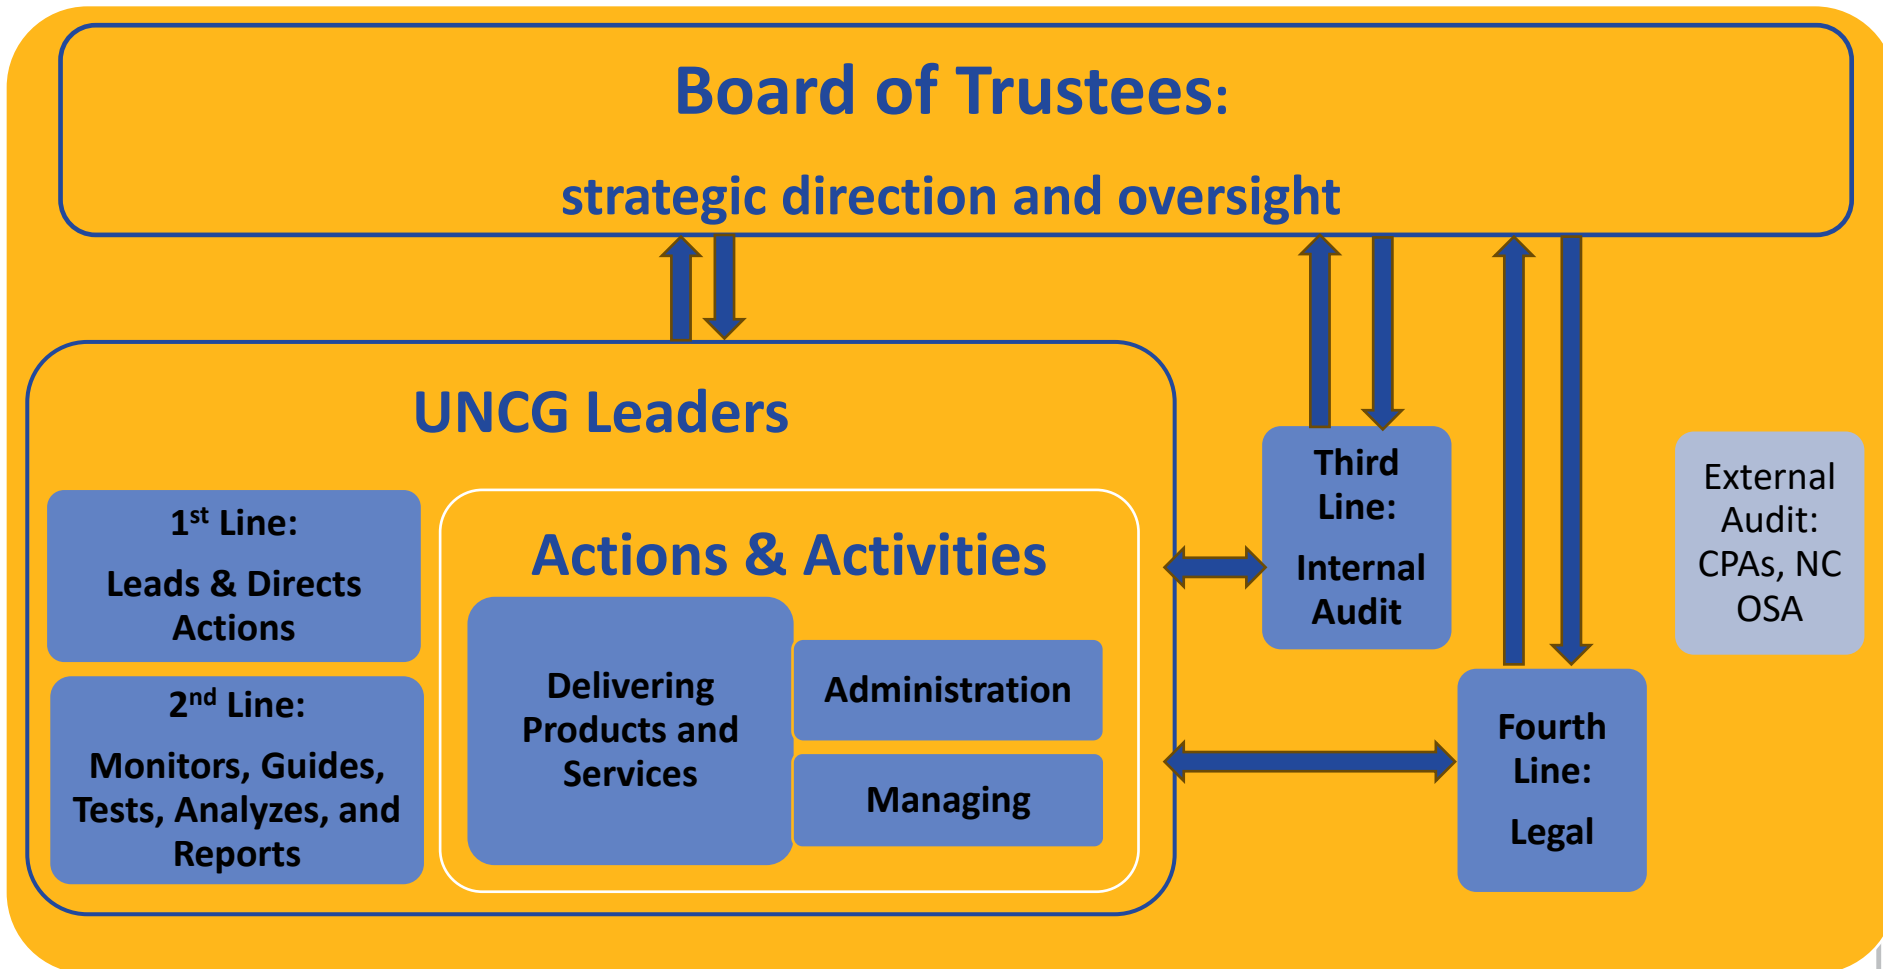 Board of Trustees:
strategic direction and oversight
UNCG Leaders
1st Line:
Leads & Directs
Actions
2nd Line:
Monitors, Guides,
Tests, Analyzes, and
Reports
Actions & Activities
Delivering
Products and
Services
Administration
Managing
Third
Line:
Internal
Audit
Fourth
Line:
Legal
External
Audit:
CPAs, NC
OSA